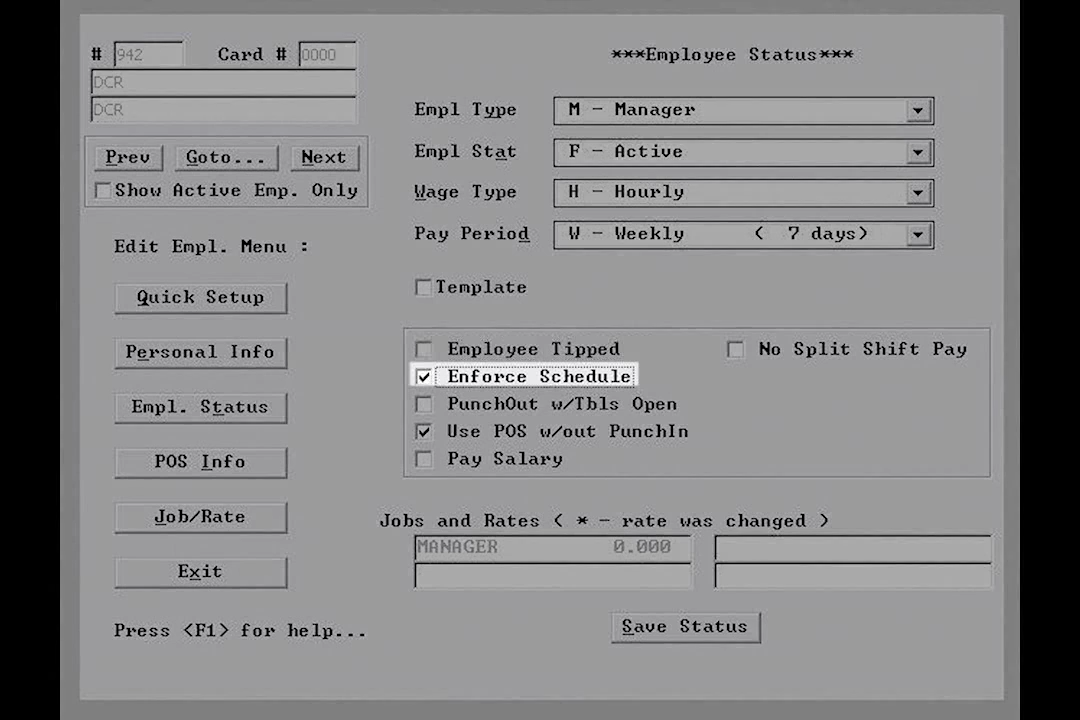 # 942 Card # 0000
DCR
DCR
Prev Goto... Next
Show Active Emp. Only
Edit Empl. Menu :
Quick Setup
Personal Info
Empl. Status
POS Info
Job/Rate
Exit
Press <F1> for help...
***Employee Status***
Empl Type M - Manager
Empl Stat F - Active
Wage Type H - Hourly
Pay Period W - Weekly ( 7 days)
Template
Employee Tipped No Split Shift Pay
Enforce Schedule
PunchOut w/Tbls Open
Use POS w/out PunchIn
Pay Salary
Jobs and Rates ( * - rate was changed )
MANAGER 0.000
Save Status